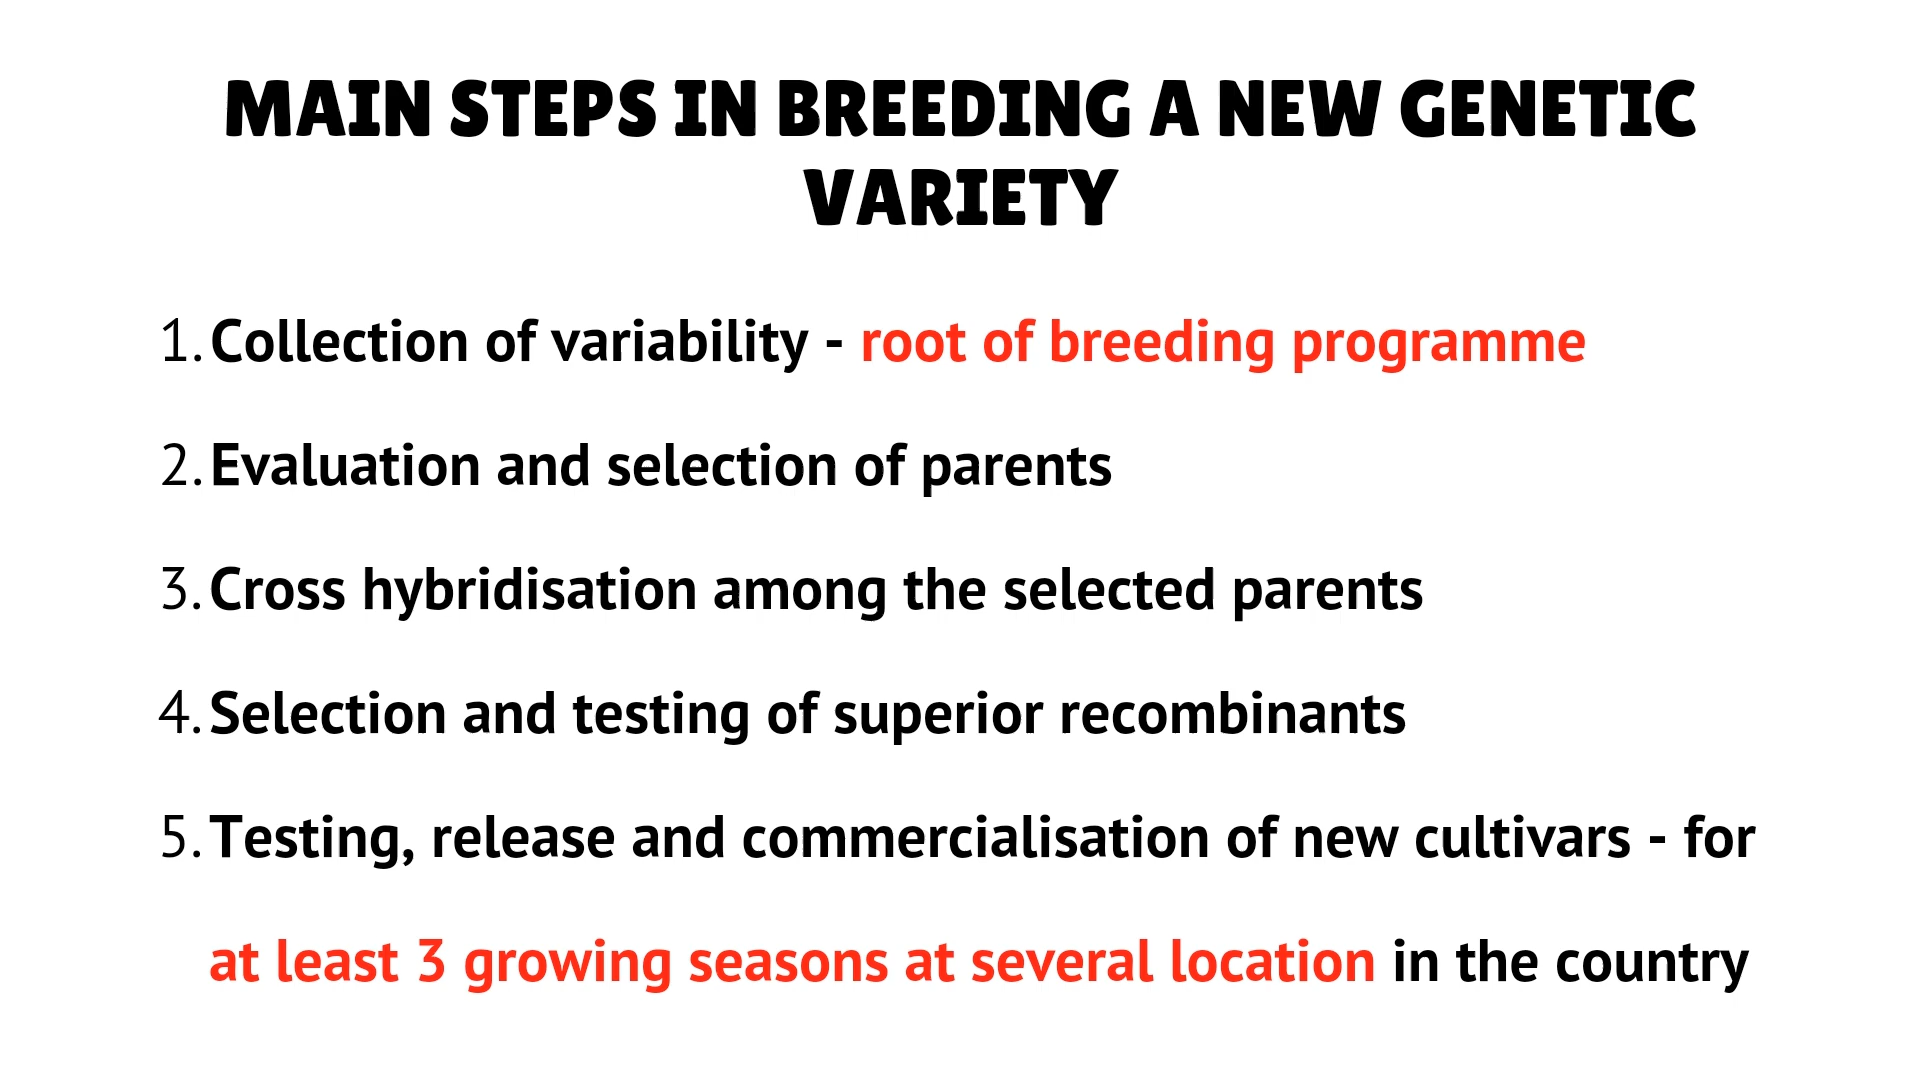 MAIN STEPS IN BREEDING A NEW GENETIC
VARIETY
1. Collection of variability - root of breeding programme
2. Evaluation and selection of parents
3. Cross hybridisation among the selected parents
4. Selection and testing of superior recombinants
5. Testing, release and commercialisation of new cultivars - for
at least 3 growing seasons at several location in the country